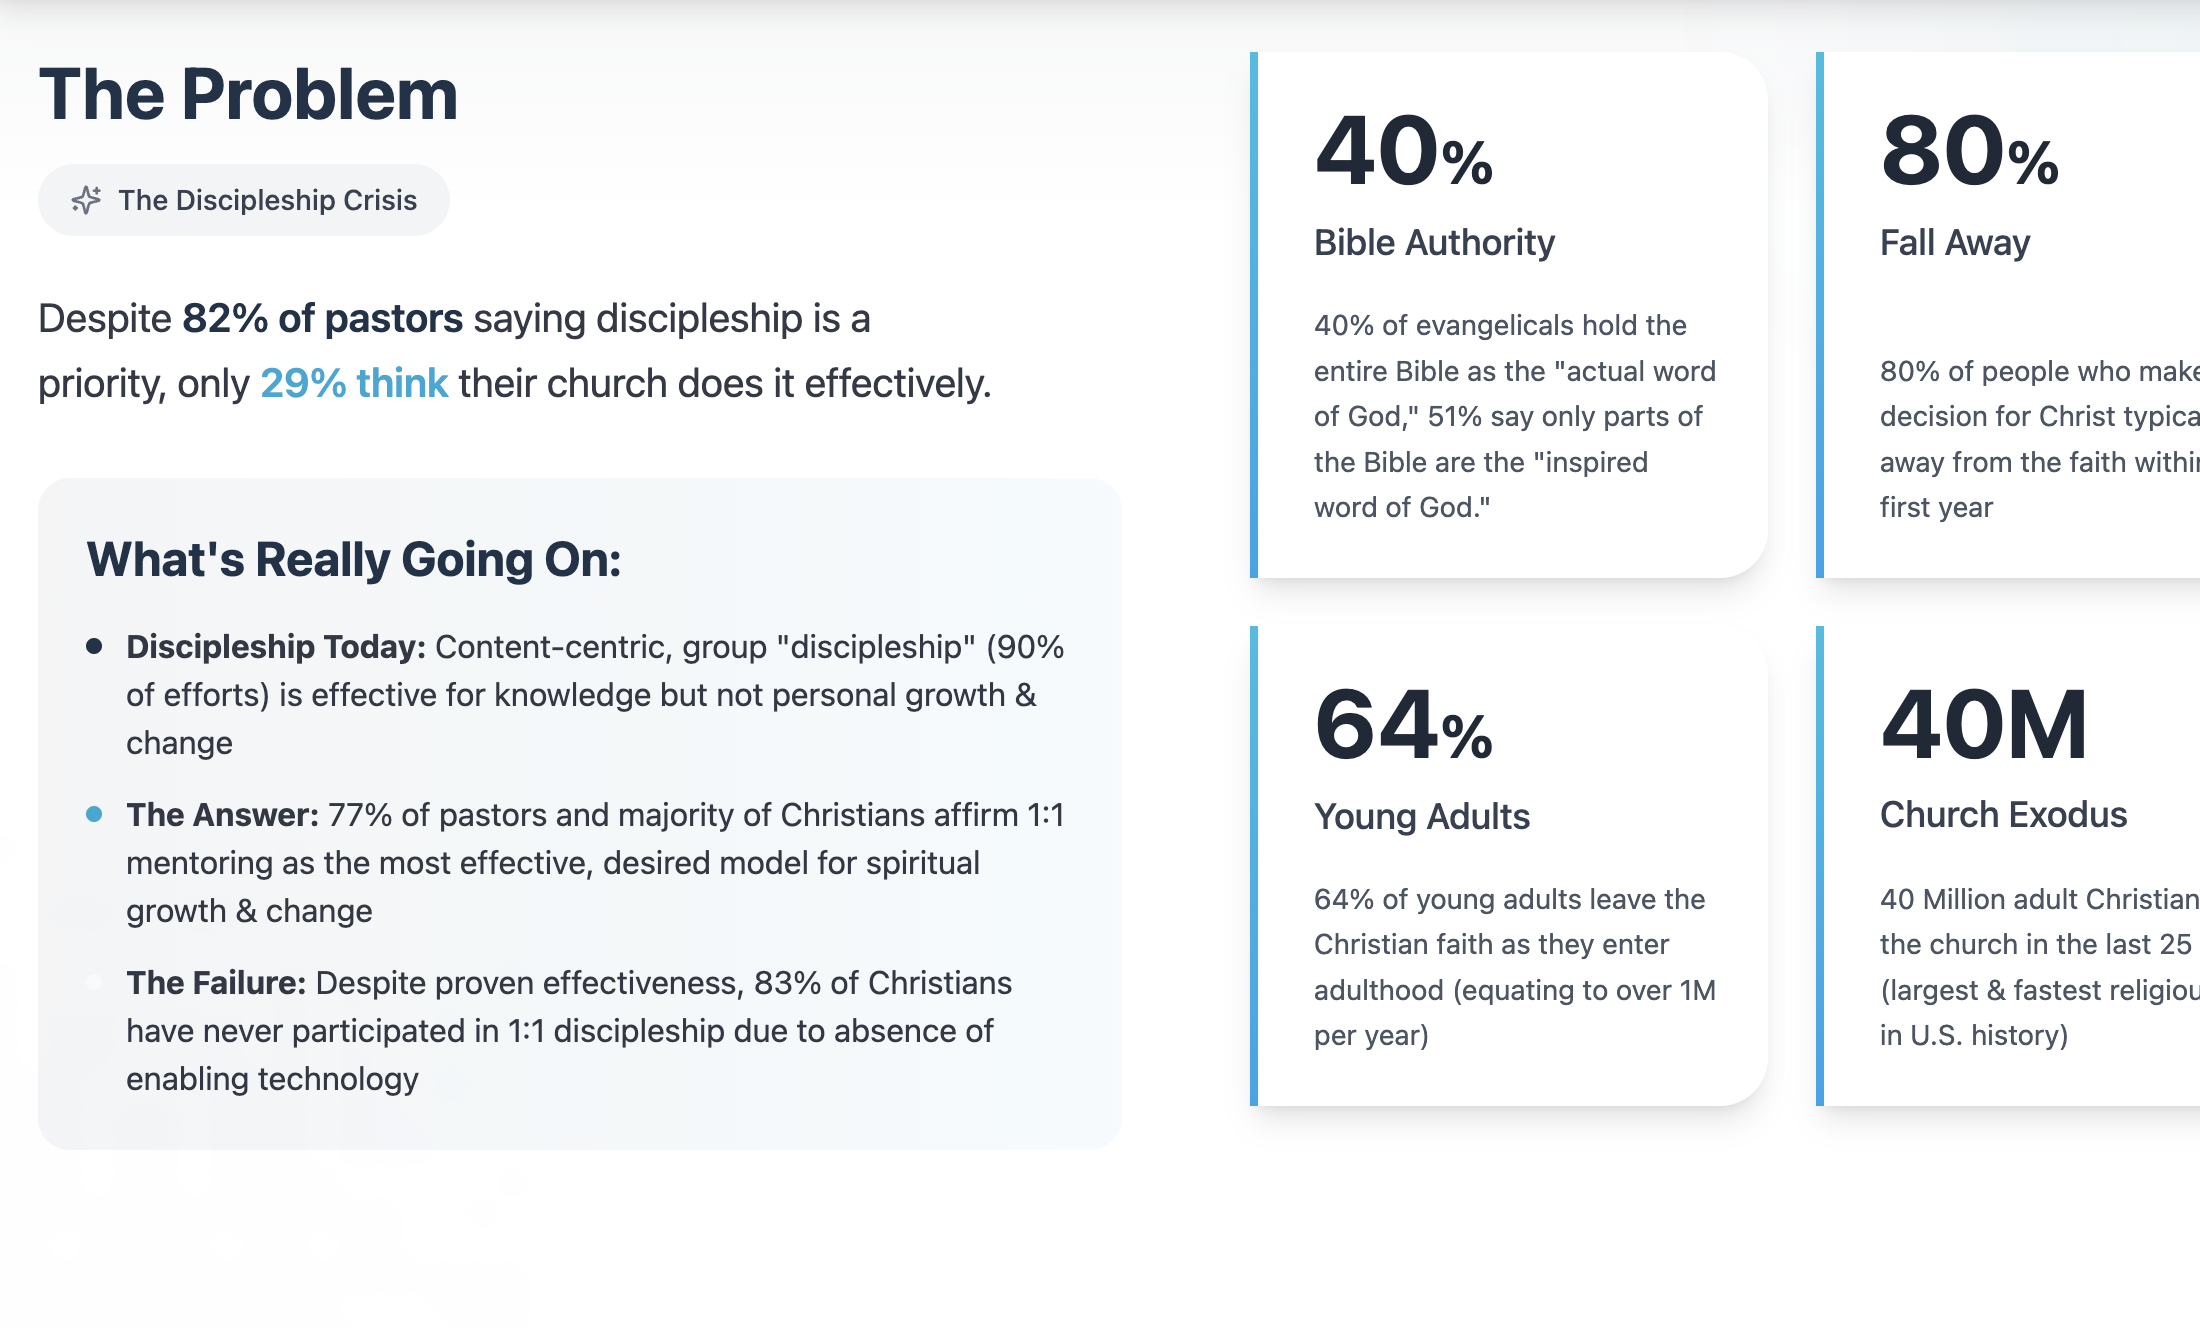 The Problem
The Discipleship Crisis
Despite 82% of pastors saying discipleship is a
priority, only 29% think their church does it effectively.
What's Really Going On:
Discipleship Today: Content-centric, group "discipleship" (90%
of efforts) is effective for knowledge but not personal growth &
change
The Answer: 77% of pastors and majority of Christians affirm 1:1
mentoring as the most effective, desired model for spiritual
growth & change
The Failure: Despite proven effectiveness, 83% of Christians
have never participated in 1:1 discipleship due to absence of
enabling technology
40%
Bible Authority
40% of evangelicals hold the
entire Bible as the "actual word
of God," 51% say only parts of
the Bible are the "inspired
word of God."
80%
Fall Away
80% of people who make
decision for Christ
away from the faith
first year
64%
Young Adults
64% of young adults leave the
Christian faith as they enter
adulthood (equating to over 1M
per year)
40M
Church Exodus
40 Million adult Christian
the church in the last 25
(largest & fastest
in U.S. history)